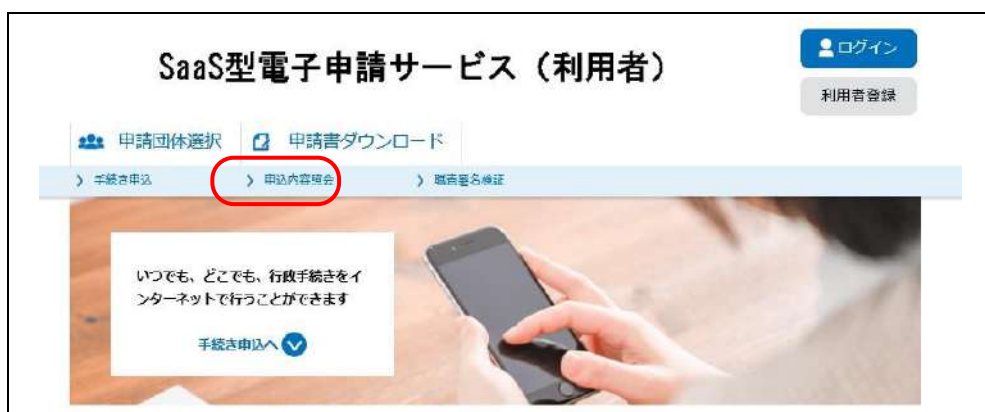 SaaS型電子申請サービス（利用者）
ログイン
利用者登録
申請団体選択
申請書ダウンロード
手続き申込
申込内容照会
職責署名検証
いつでも、どこでも、行政手続きをイ
ンターネットで行うことができます
手続き申込へ